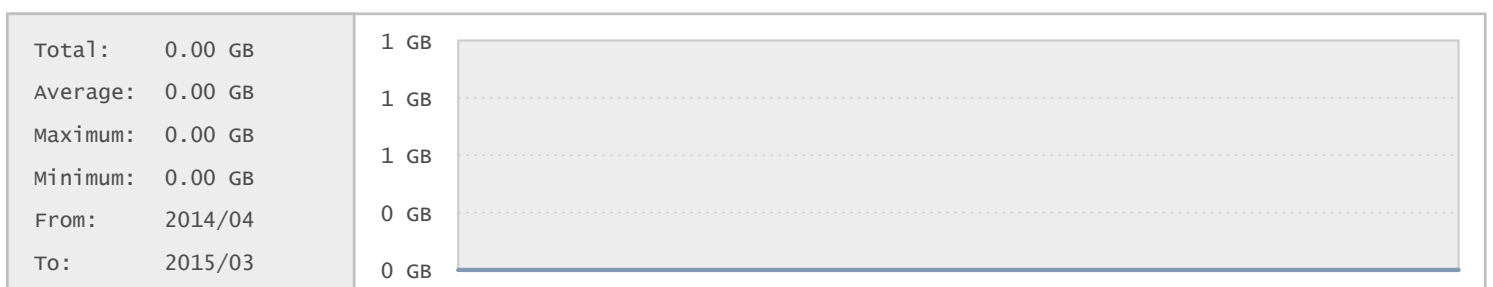 Total: 0.00 GB
Average: 0.00 GB
Maximum: 0.00 GB
Minimum: 0.00 GB
From: 2014/04
To: 2015/03
1 GB
1 GB
1 GB
0 GB
0 GB